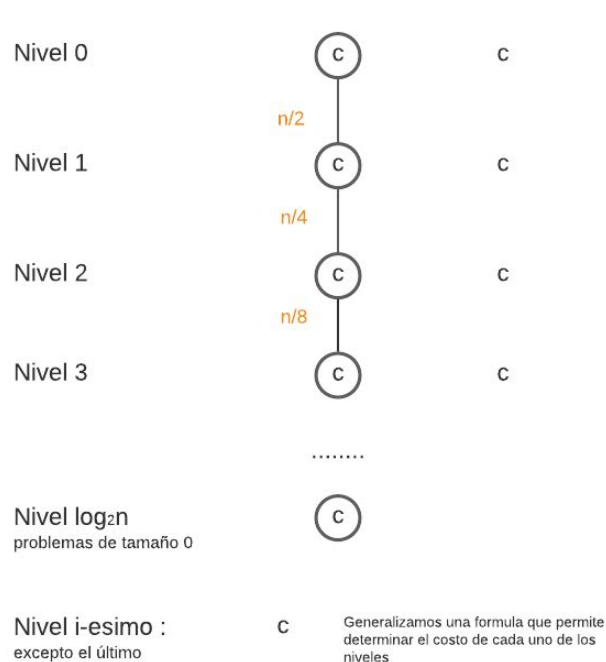 Nivel 0 c c
n/2
Nivel 1 c c
n/4
Nivel 2 c c
n/8
Nivel 3 c c
........
Nivel log2n c
problemas de tamaño 0
Nivel i-esimo : c Generalizamos una formula que permite
excepto el último determinar el costo de cada uno de los
niveles